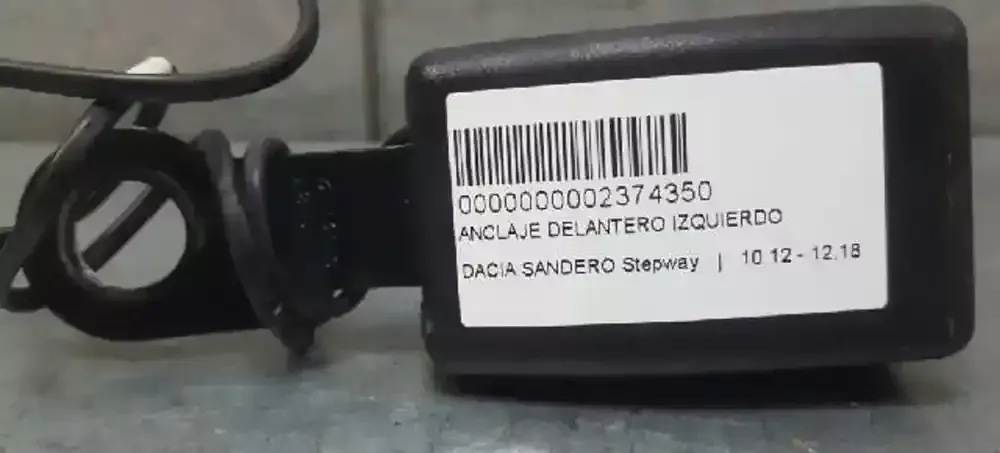 0000000002374350
ANCLAJE DELANTERO IZQUIERDO
DACIA SANDERO Stepway | 10.12 - 12.18